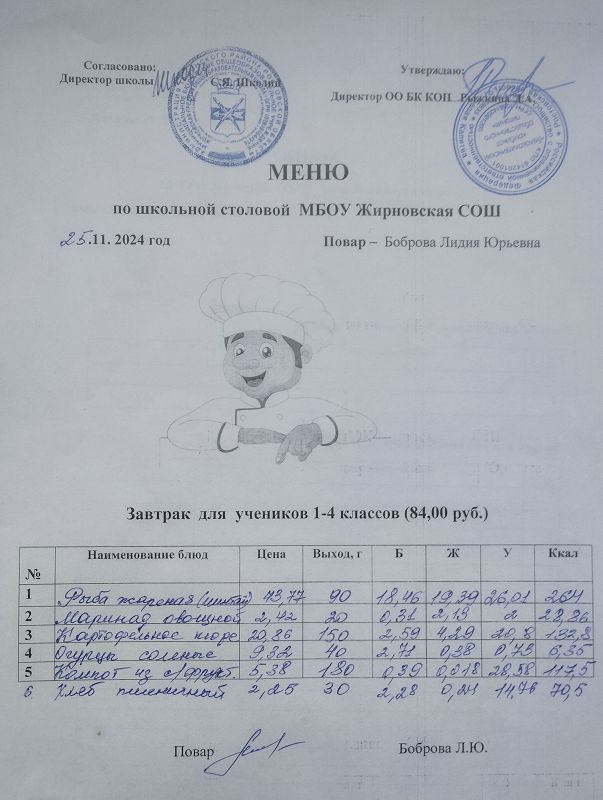 Согласовано: Утверждаю:
Директор школы С.Я. Школин
Директор ОО БК КОП Рыжкина Т.А.
МЕНЮ
по школьной столовой МБОУ Жирновская СОШ
25.11. 2024 год Повар – Боброва Лидия Юрьевна
Завтрак для учеников 1-4 классов (84,00 руб.)
№ Наименование блюд Цена Выход, г Б Ж У Ккал
1 Рыба жареная (минтай) 43,77 90 18,46 19,39 26,01 264
2 Маринад овощной 2,42 20 0,31 2,13 2 28,86
3 Картофельное пюре 20,86 150 2,59 4,29 20,8 132,8
4 Огурцы соленые 9,32 40 2,71 0,38 0,73 6,35
5 Компот из с/фрукт. 5,38 180 0,39 0,018 28,58 117,5
6. Хлеб пшеничный 2,25 30 2,28 0,24 14,76 70,5
Повар Боброва Л.Ю.